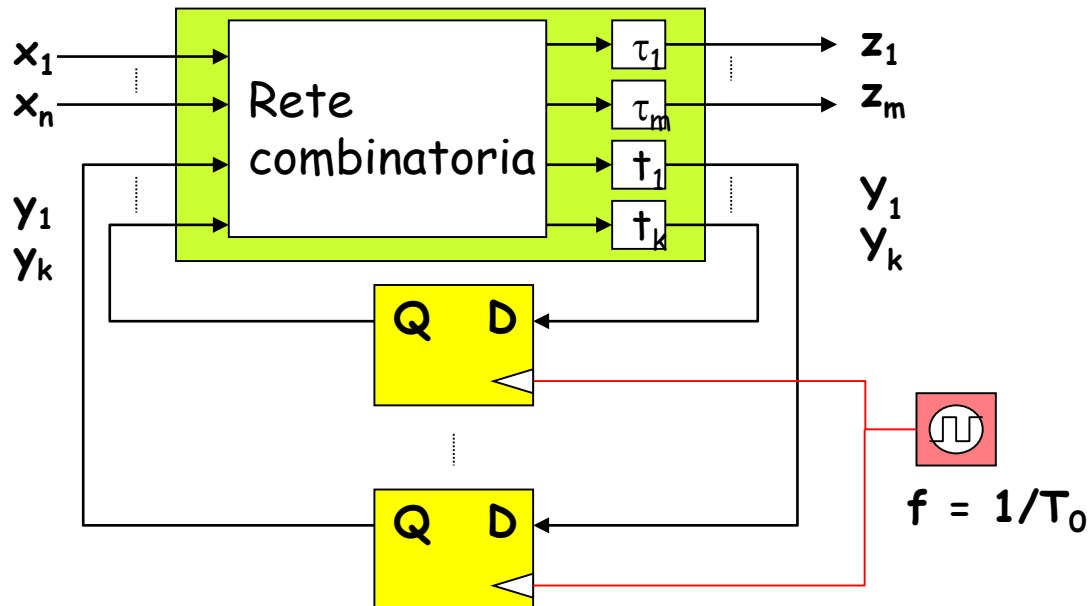 x₁
xₙ
y₁
yₖ
Rete
combinatoria
τ₁
τₘ
t₁
tₖ
z₁
zₘ
Y₁
Yₖ
Q D
Q D
f = 1/T₀